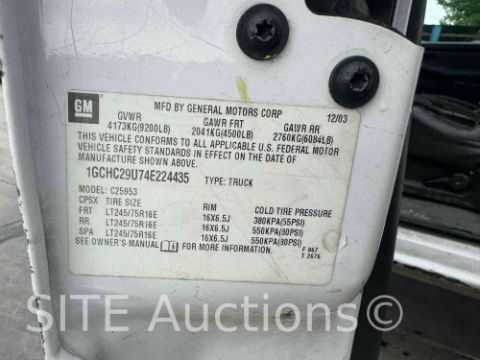 GM
MFD BY GENERAL MOTORS CORP 12/03
GVWR GAWR FRT GAWR RR
4173KG(9200LB) 2041KG(4500LB) 2760KG(6084LB)
THIS VEHICLE CONFORMS TO ALL APPLICABLE U.S. FEDERAL MOTOR
VEHICLE SAFETY STANDARDS IN EFFECT ON THE DATE OF
MANUFACTURE SHOWN ABOVE.
1GCHC29U74E224435 TYPE: TRUCK
MODEL: C25953
CPSX TIRE SIZE RIM COLD TIRE PRESSURE
FRT LT245/75R16E 16X6.5J 380KPA(55PSI)
RR LT245/75R16E 16X6.5J 550KPA(80PSI)
SPA LT245/75R16E 16X6.5J 550KPA(80PSI)
SEE OWNER'S MANUAL FOR MORE INFORMATION.
F 867
T 2676
SITE Auctions.com